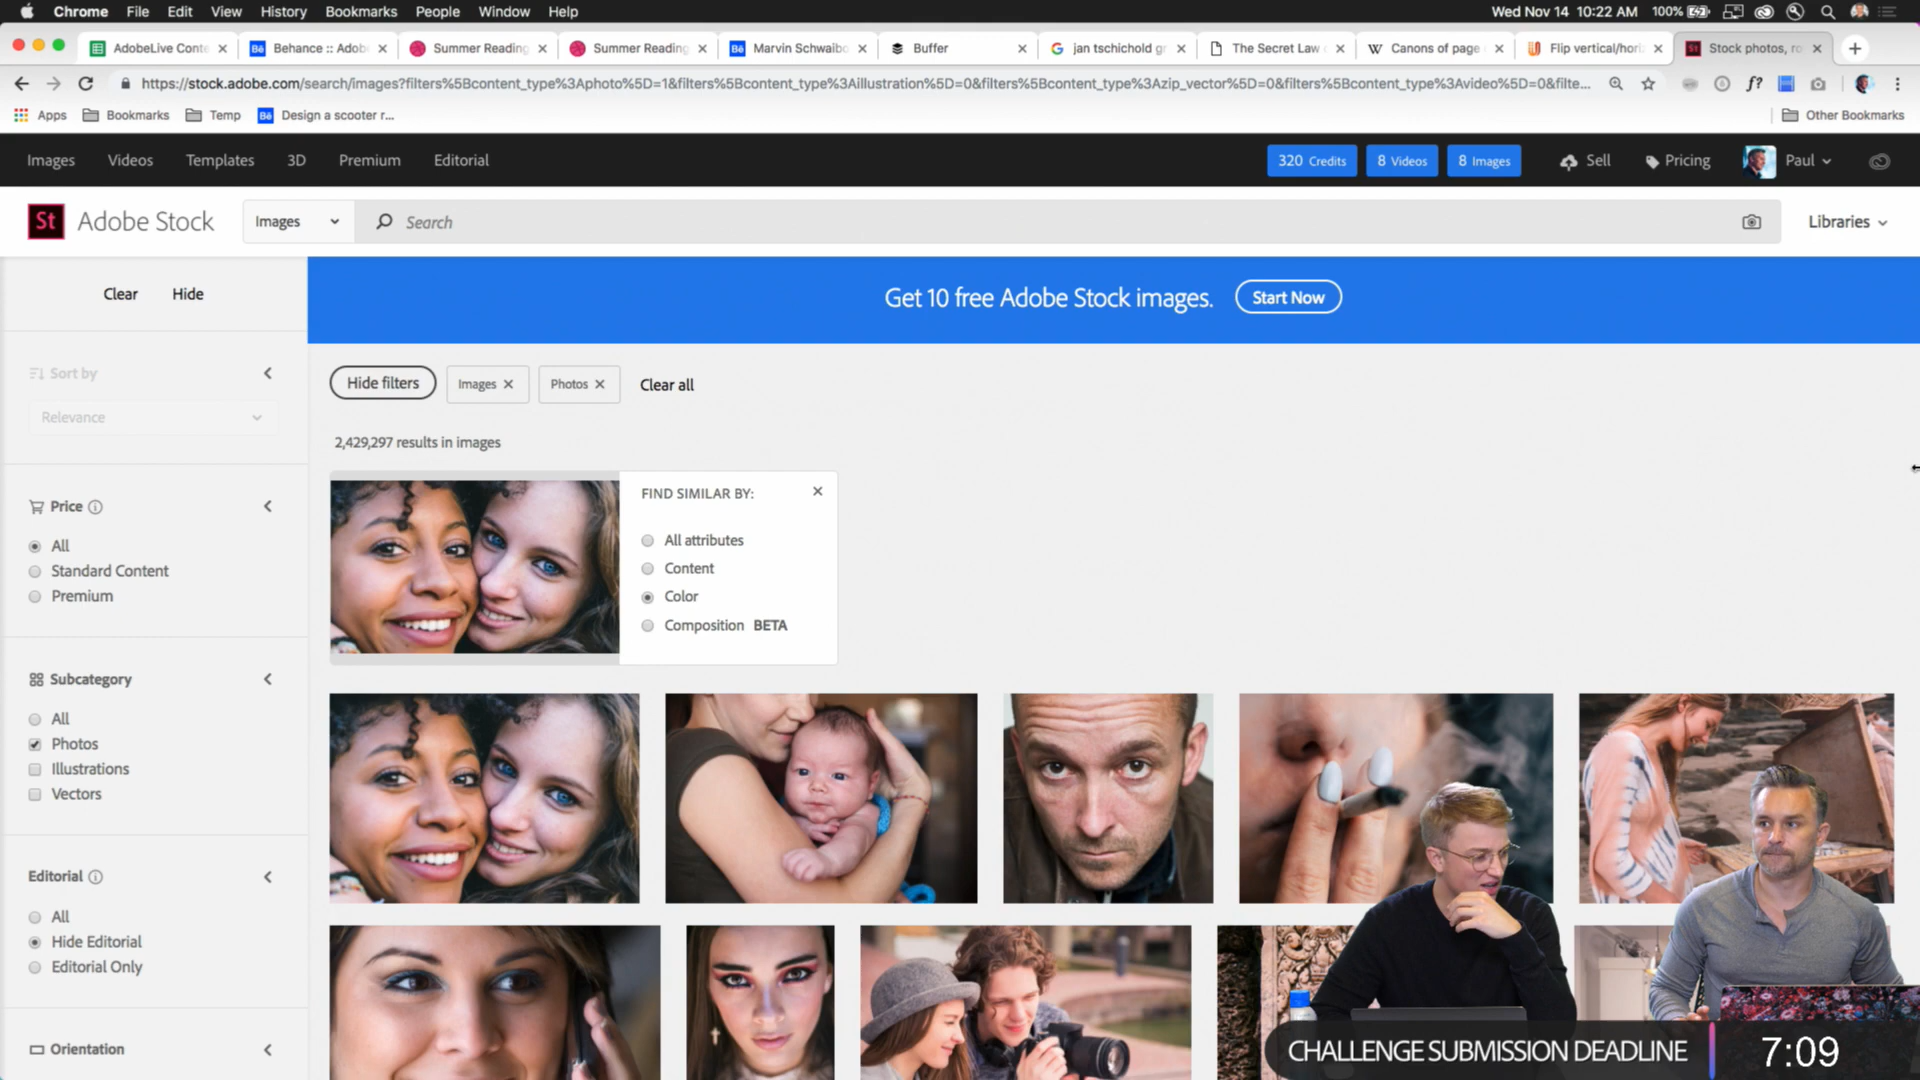 Chrome File Edit View History Bookmarks People Window Help
Wed Nov 14 10:22 AM 100%
AdobeLive Conte
Behance :: Adob
Summer Reading
Summer Reading
Marvin Schwaibo
Buffer
jan tschichold gr
The Secret Law
Canons of page
Flip vertical/hori
Stock photos, ro
https://stock.adobe.com/search/images?filters%5Bcontent_type%3Aphoto%5D=1&filters%5Bcontent_type%3Aillustration%5D=0&filters%5Bcontent_type%3Azip_vector%5D=0&filters%5Bcontent_type%3Avideo%5D=0&filte...
f?
Apps Bookmarks Temp Bē Design a scooter r... Other Bookmarks
Images Videos Templates 3D Premium Editorial
320 Credits 8 Videos 8 Images Sell Pricing Paul
St Adobe Stock Images Search Libraries
Clear Hide
Get 10 free Adobe Stock images. Start Now
Sort by
Relevance
Hide filters Images Photos Clear all
2,429,297 results in images
FIND SIMILAR BY:
All attributes
Content
Color
Composition BETA
Price
All
Standard Content
Premium
Subcategory
All
Photos
Illustrations
Vectors
Editorial
All
Hide Editorial
Editorial Only
Orientation
CHALLENGE SUBMISSION DEADLINE 7:09